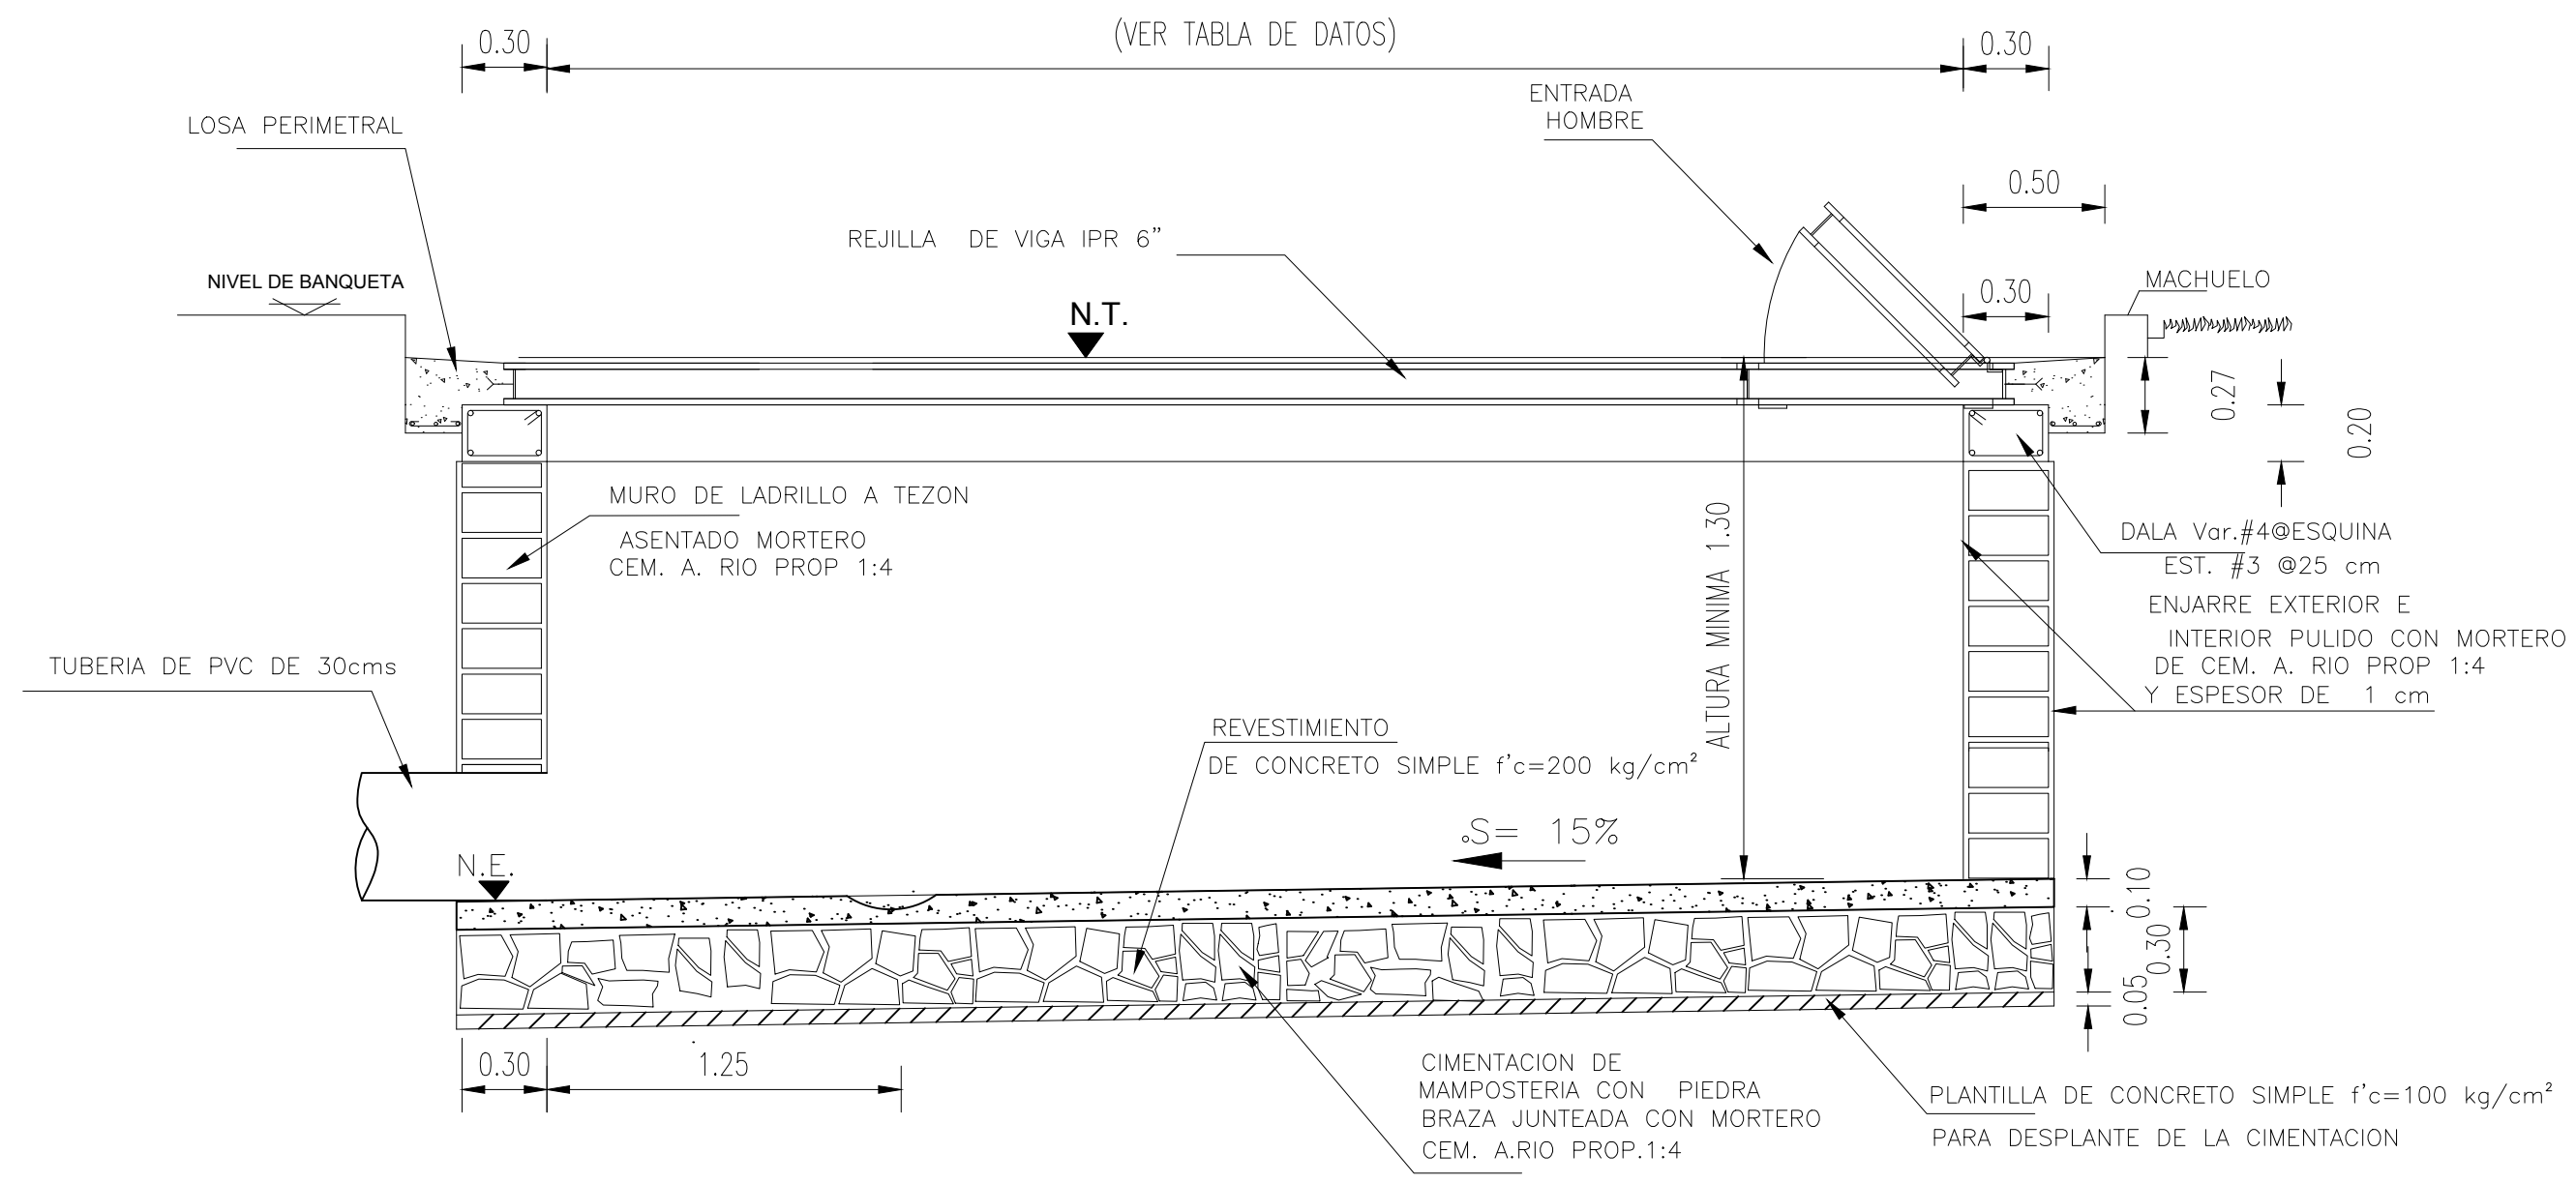 (VER TABLA DE DATOS)
0.30
0.30
ENTRADA
HOMBRE
LOSA PERIMETRAL
0.50
REJILLA DE VIGA IPR 6"
NIVEL DE BANQUETA
MACHUELO
0.30
N.T.
0.27
0.20
MURO DE LADRILLO A TEZON
ASENTADO MORTERO
CEM. A. RIO PROP 1:4
ALTURA MINIMA 1.30
DALA Var.#4@ESQUINA
EST. #3 @25 cm
ENJARRE EXTERIOR E
INTERIOR PULIDO CON MORTERO
DE CEM. A. RIO PROP 1:4
Y ESPESOR DE 1 cm
TUBERIA DE PVC DE 30cms
REVESTIMIENTO
DE CONCRETO SIMPLE f'c=200 kg/cm²
S= 15%
N.E.
0.10
0.30
0.05
0.30
1.25
CIMENTACION DE
MAMPOSTERIA CON PIEDRA
BRAZA JUNTEADA CON MORTERO
CEM. A.RIO PROP.1:4
PLANTILLA DE CONCRETO SIMPLE f'c=100 kg/cm²
PARA DESPLANTE DE LA CIMENTACION